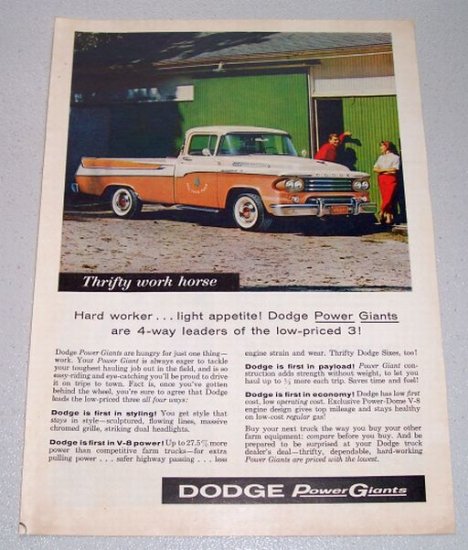 DODGE
Thrifty work horse
Hard worker . . . light appetite! Dodge Power Giants
are 4-way leaders of the low-priced 3!
Dodge Power Giants are hungry for just one thing—
work. Your Power Giant is always eager to tackle
your toughest hauling job out in the field, and is so
easy-riding and eye-catching you'll be proud to drive
it on trips to town. Fact is, once you've gotten
behind the wheel, you're sure to agree that Dodge
leads the low-priced three all four ways:
Dodge is first in styling! You get style that
stays in style—sculptured, flowing lines, massive
chromed grille, striking dual headlights.
Dodge is first in V-8 power! Up to 27.5% more
power than competitive farm trucks—for extra
pulling power . . . safer highway passing . . . less
engine strain and wear. Thrifty Dodge Sixes, too!
Dodge is first in payload! Power Giant con-
struction adds strength without weight, to let you
haul up to ⅓ more each trip. Saves time and fuel!
Dodge is first in economy! Dodge has low first
cost, low operating cost. Exclusive Power-Dome V-8
engine design gives top mileage and stays healthy
on low-cost regular gas!
Buy your next truck the way you buy your other
farm equipment: compare before you buy. And be
prepared to be surprised at your Dodge truck
dealer's deal—thrifty, dependable, hard-working
Power Giants are priced with the lowest.
DODGE PowerGiants